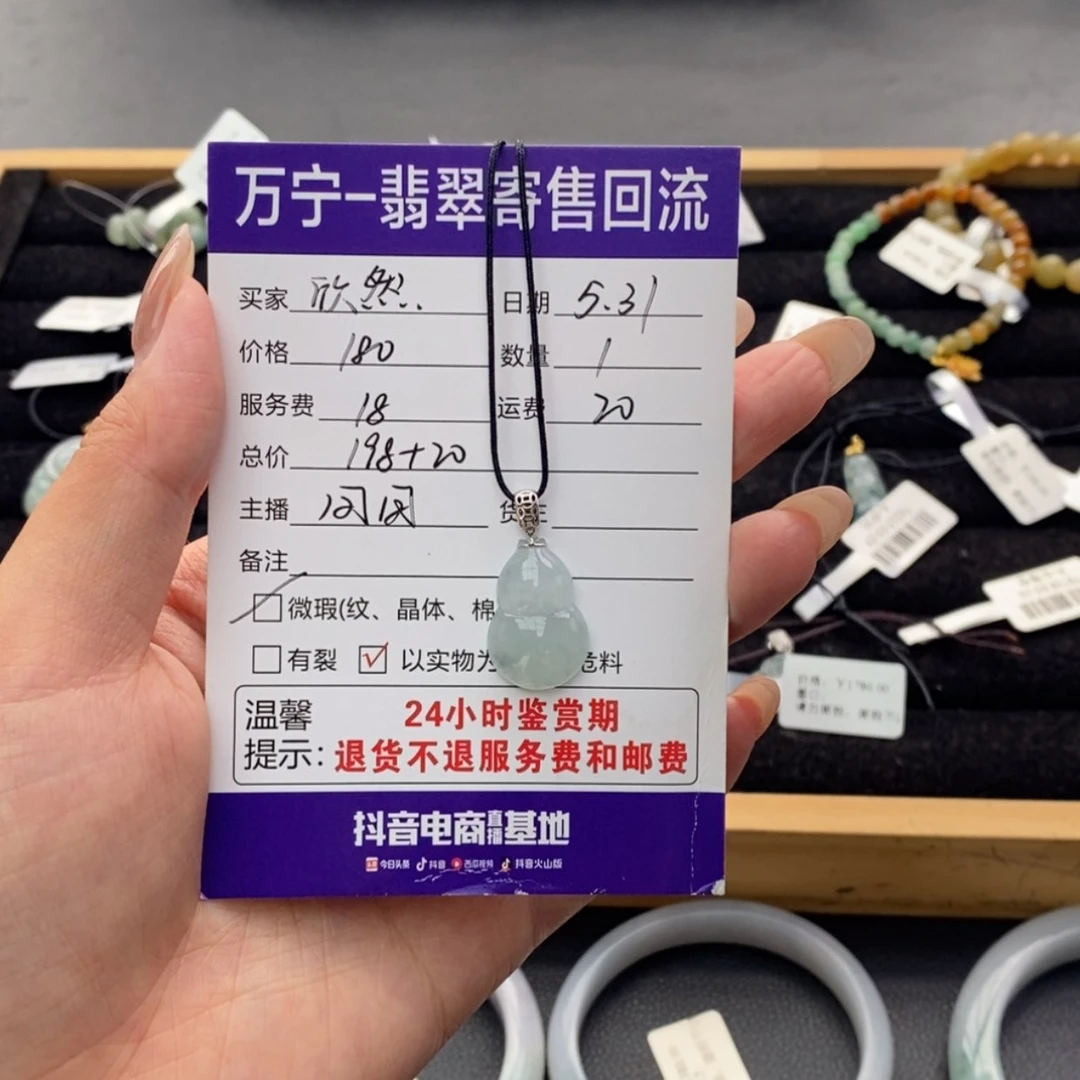 万宁-翡翠寄售回流
买家 欣然 日期 5.31
价格 180 数量 1
服务费 18 运费 20
总价 198+20
主播 货主
备注
微瑕(纹、晶体、棉
有裂 以实物为 危料
温馨 24小时鉴赏期
提示: 退货不退服务费和邮费
抖音电商直播基地
今日头条 抖音 西瓜视频 抖音火山版